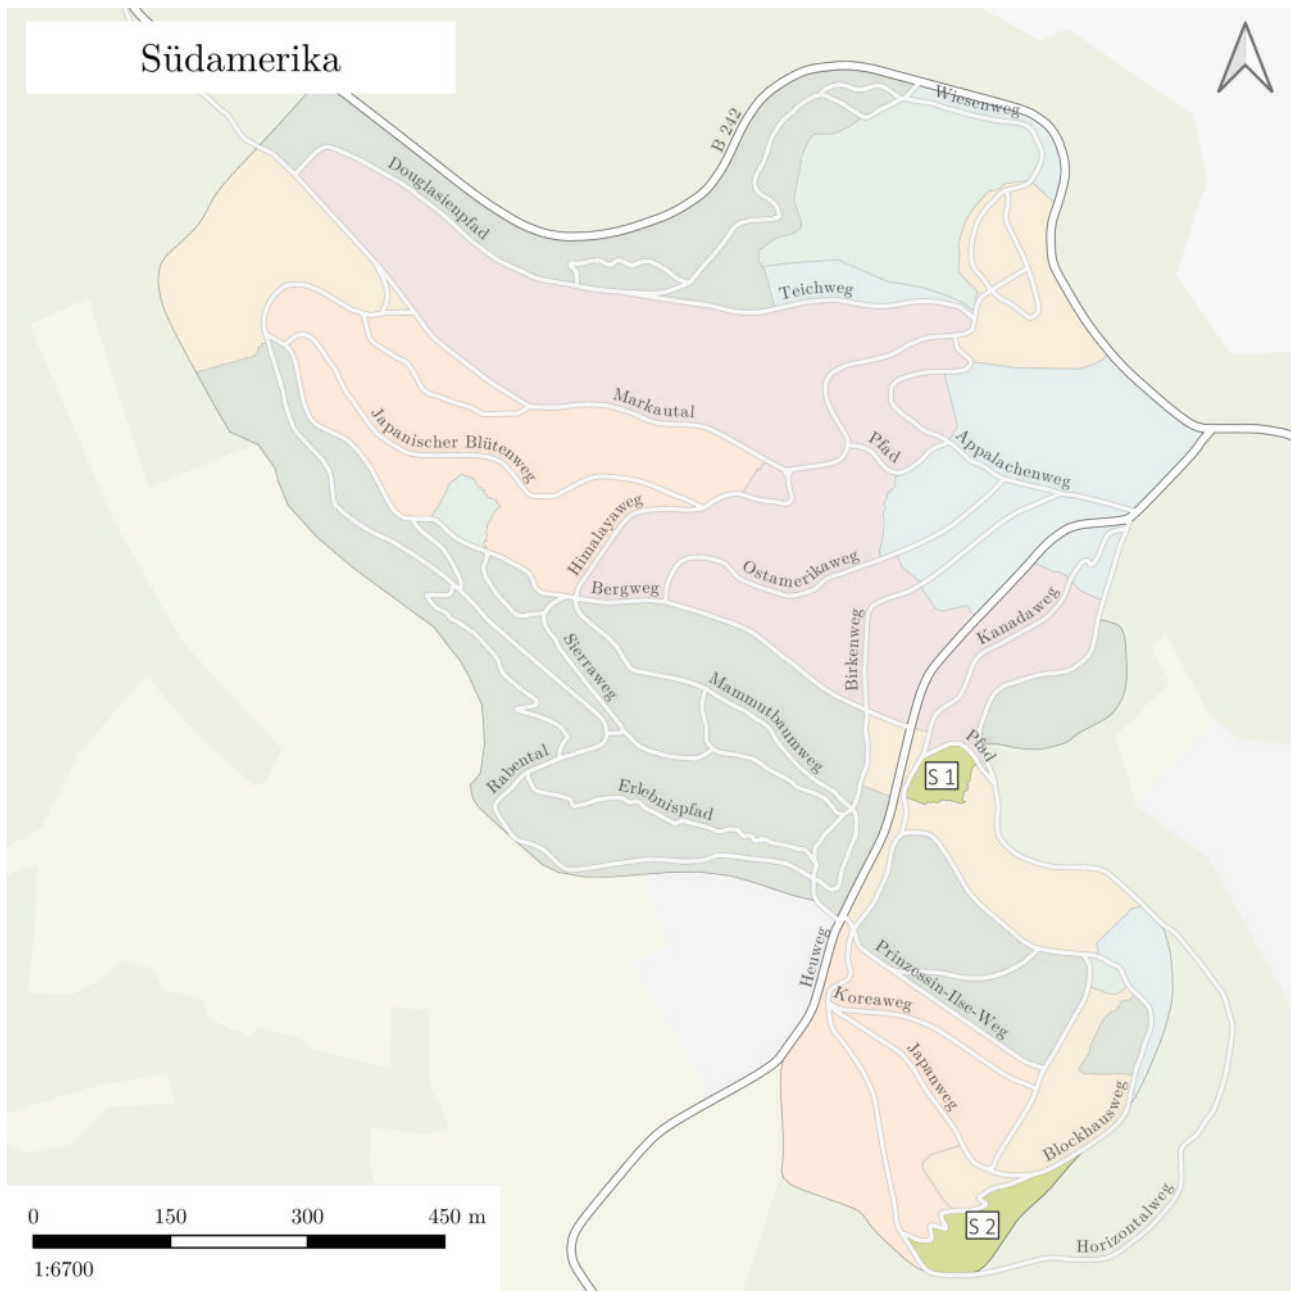 Südamerika
B 242
Wiesenweg
Douglasienpfad
Teichweg
Markautal
Japanischer Blütenweg
Pfad
Appalachenweg
Himalayaweg
Ostamerikaweg
Bergweg
Kanadaweg
Birkenweg
Sierraweg
Mammutbaumweg
Pfad
S 1
Rabental
Erlebnispfad
Heuweg
Prinzessin-Ilse-Weg
Koreaweg
Japanweg
Blockhausweg
S 2
Horizontalweg
0 150 300 450 m
1:6700